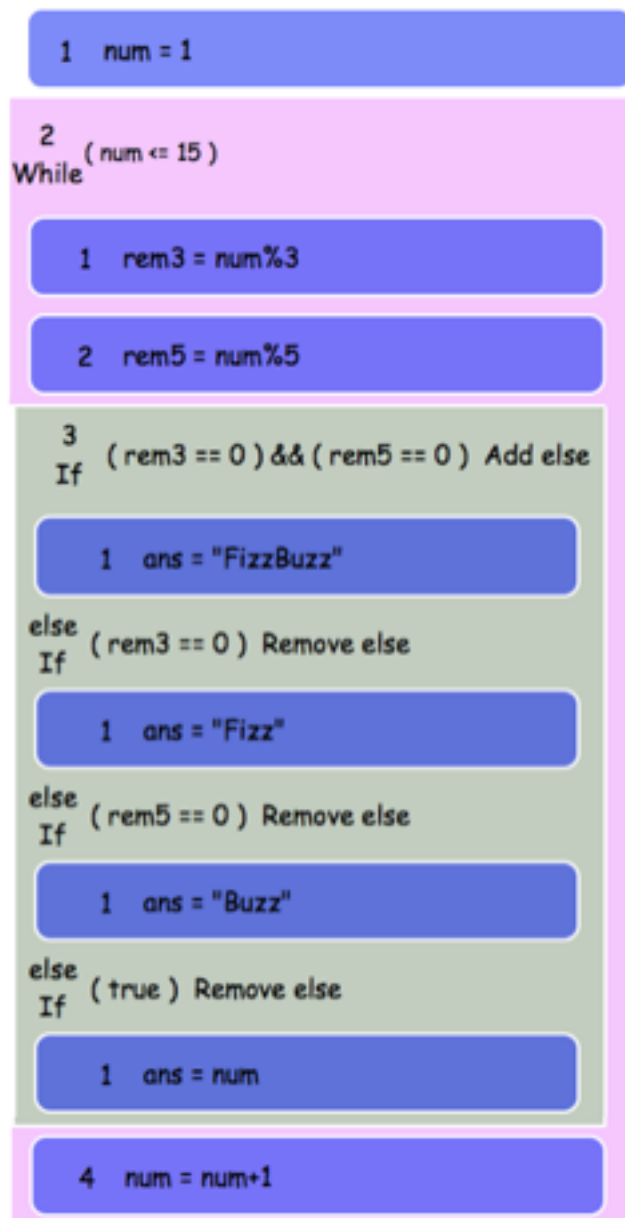 1 num = 1
2
While ( num <= 15 )
1 rem3 = num%3
2 rem5 = num%5
3
If ( rem3 == 0 ) && ( rem5 == 0 ) Add else
1 ans = "FizzBuzz"
else
If ( rem3 == 0 ) Remove else
1 ans = "Fizz"
else
If ( rem5 == 0 ) Remove else
1 ans = "Buzz"
else
If ( true ) Remove else
1 ans = num
4 num = num+1